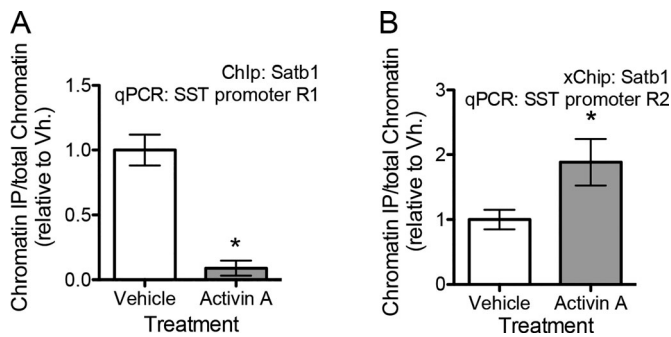 A
ChIp: Satb1
qPCR: SST promoter R1
Chromatin IP/total Chromatin
(relative to Vh.)
1.5
1.0
0.5
0.0
*
Vehicle Activin A
Treatment
B
xChip: Satb1
qPCR: SST promoter R2
Chromatin IP/total Chromatin
(relative to Vh.)
3
2
1
0
*
Vehicle Activin A
Treatment